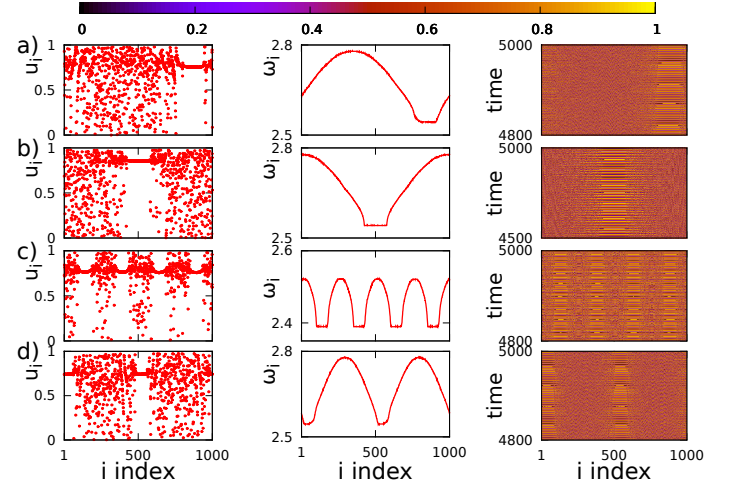 0 0.2 0.4 0.6 0.8 1
a) u_i 1 0.5 0 ω_i 2.8 2.5 time 5000 4800
b) u_i 1 0.5 0 ω_i 2.8 2.5 time 5000 4500
c) u_i 1 0.5 0 ω_i 2.6 2.4 time 5000 4800
d) u_i 1 0.5 0 ω_i 2.8 2.5 time 5000 4800
1 500 1000 1 500 1000 1 500 1000
i index i index i index